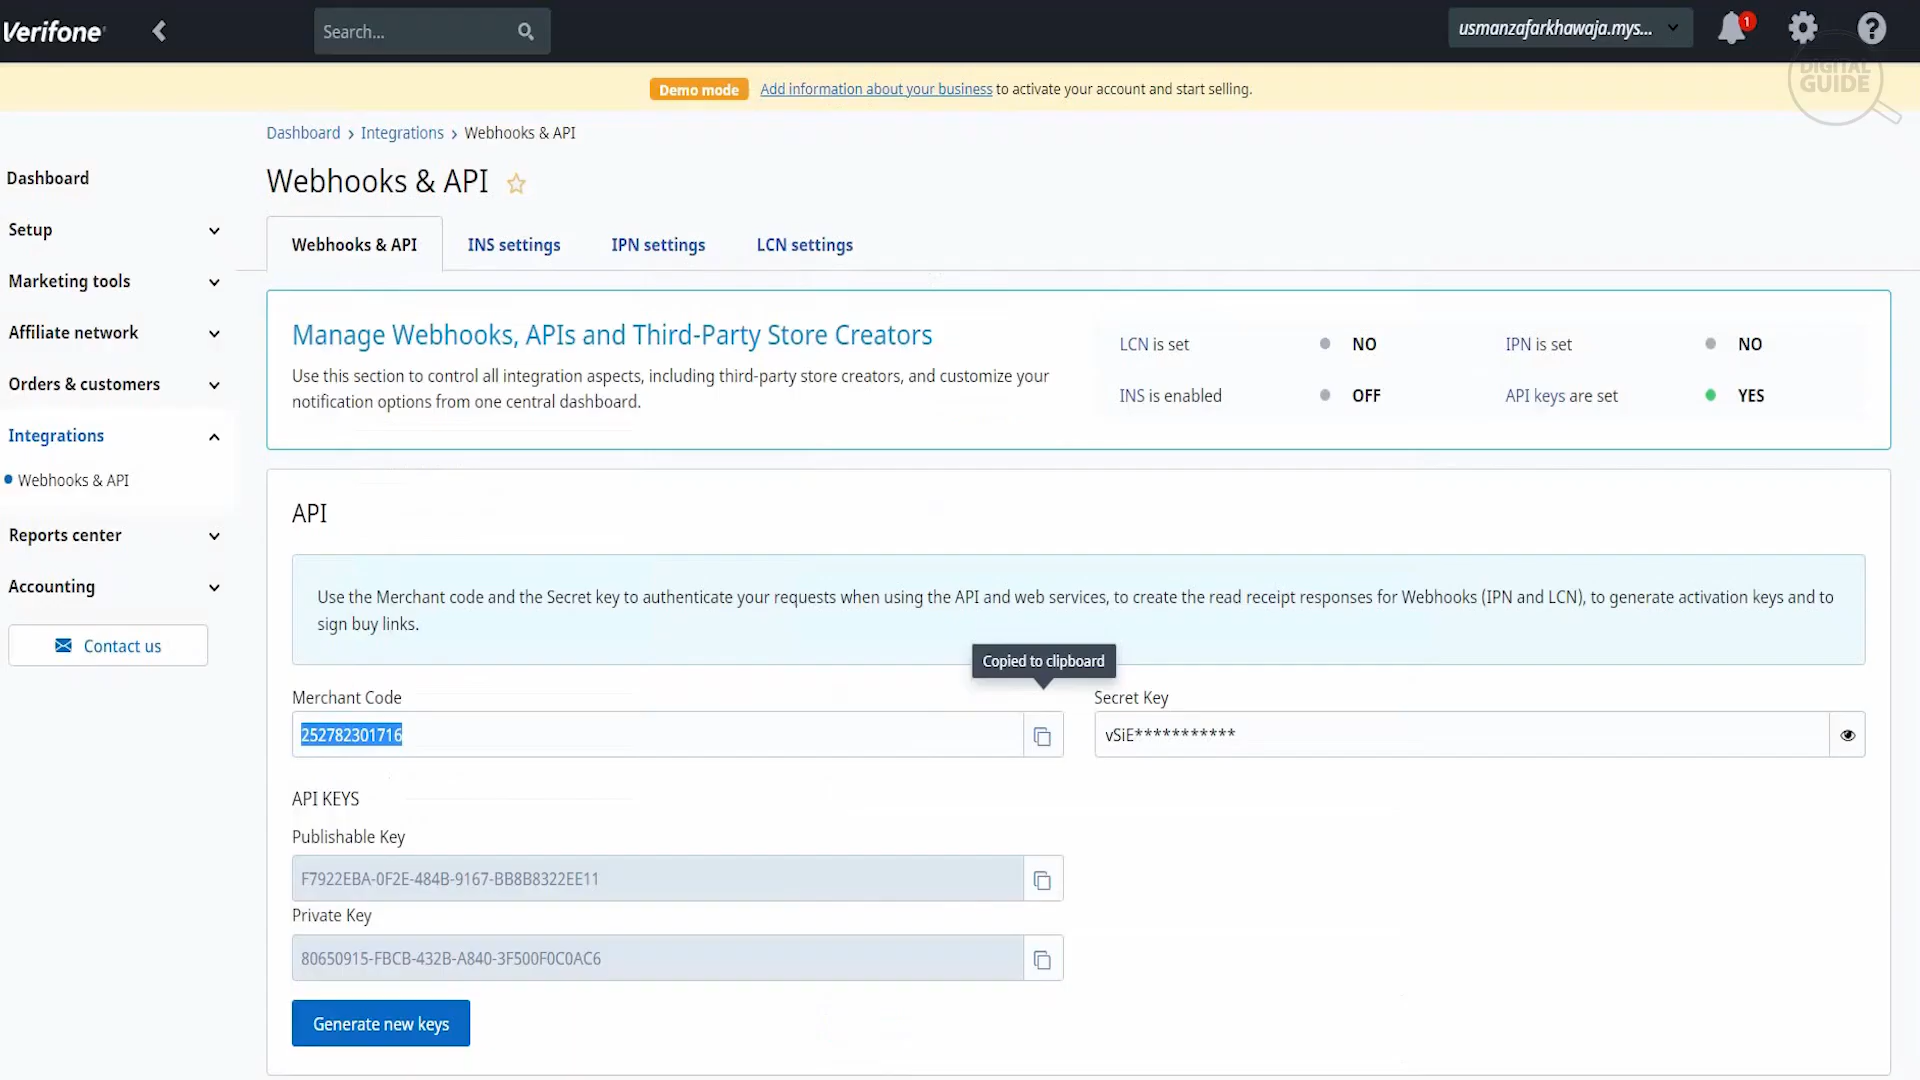 Verifone
Search...
usmanzafarkhawaja.mys...
1
DIGITAL
GUIDE
Demo mode
Add information about your business to activate your account and start selling.
Dashboard › Integrations › Webhooks & API
Webhooks & API
Dashboard
Setup
Marketing tools
Affiliate network
Orders & customers
Integrations
Webhooks & API
Reports center
Accounting
Contact us
Webhooks & API
INS settings
IPN settings
LCN settings
Manage Webhooks, APIs and Third-Party Store Creators
Use this section to control all integration aspects, including third-party store creators, and customize your
notification options from one central dashboard.
LCN is set NO
IPN is set NO
INS is enabled OFF
API keys are set YES
API
Use the Merchant code and the Secret key to authenticate your requests when using the API and web services, to create the read receipt responses for Webhooks (IPN and LCN), to generate activation keys and to
sign buy links.
Copied to clipboard
Merchant Code
252782301716
Secret Key
vSiE***********
API KEYS
Publishable Key
F7922EBA-0F2E-484B-9167-BB8B8322EE11
Private Key
80650915-FBCB-432B-A840-3F500F0C0AC6
Generate new keys